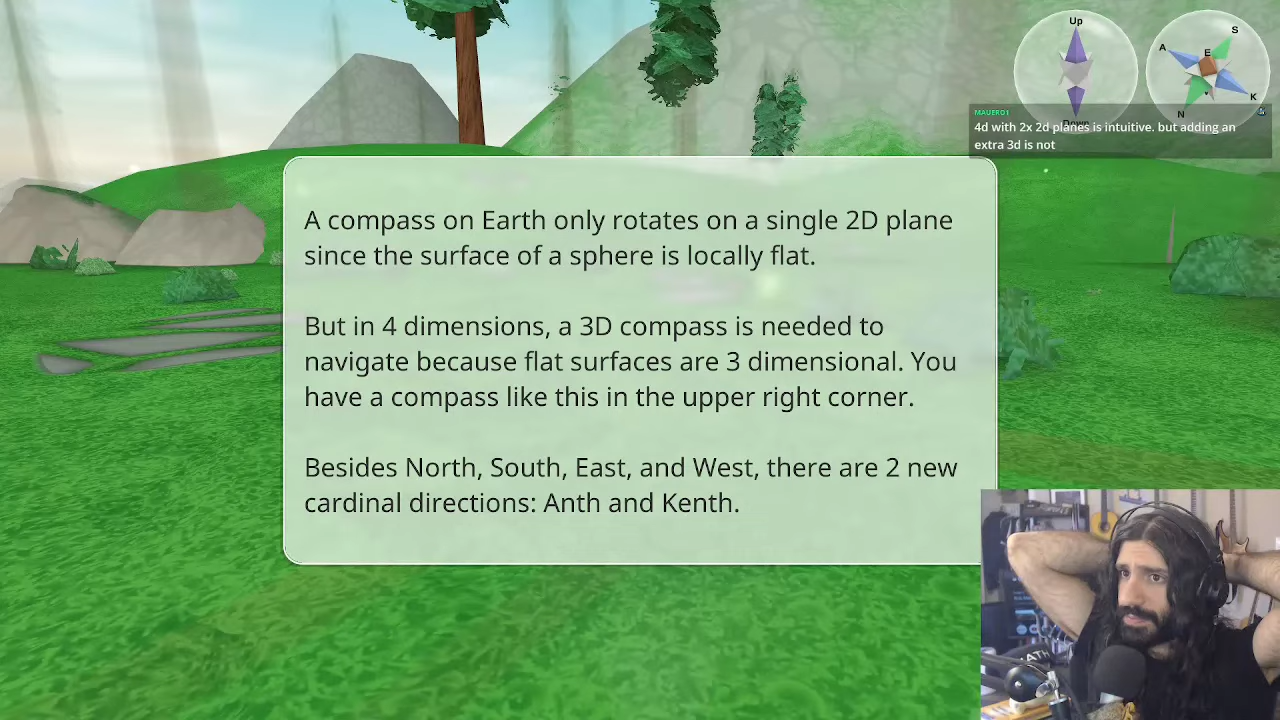 Up
S
A
E
K
N
Down
MAUERD1
4d with 2x 2d planes is intuitive. but adding an
extra 3d is not
A compass on Earth only rotates on a single 2D plane
since the surface of a sphere is locally flat.
But in 4 dimensions, a 3D compass is needed to
navigate because flat surfaces are 3 dimensional. You
have a compass like this in the upper right corner.
Besides North, South, East, and West, there are 2 new
cardinal directions: Anth and Kenth.